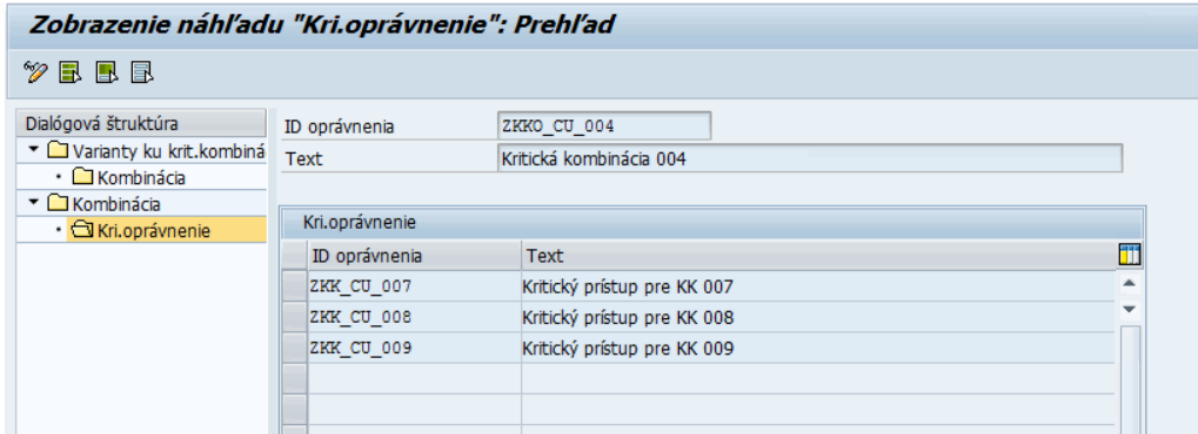 Zobrazenie náhľadu "Kri.oprávnenie": Prehľad
Dialógová štruktúra
Varianty ku krit.kombiná
Kombinácia
Kombinácia
Kri.oprávnenie
ID oprávnenia ZKKO_CU_004
Text Kritická kombinácia 004
Kri.oprávnenie
ID oprávnenia Text
ZKK_CU_007 Kritický prístup pre KK 007
ZKK_CU_008 Kritický prístup pre KK 008
ZKK_CU_009 Kritický prístup pre KK 009